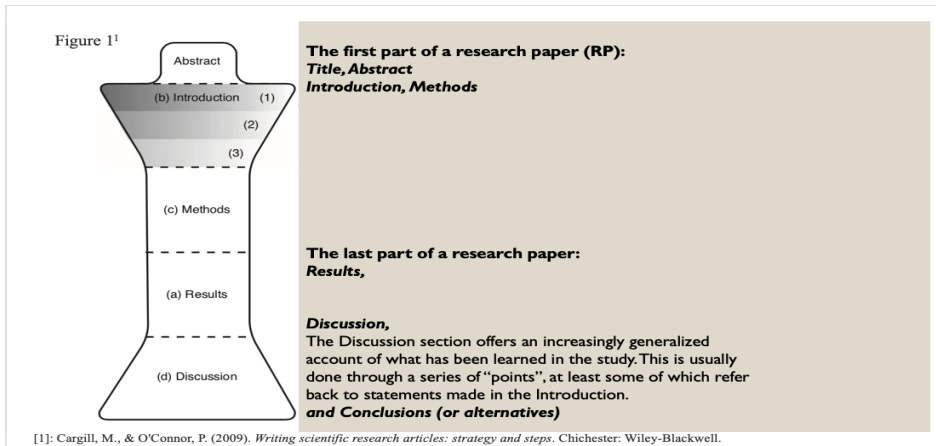 Figure 1¹
Abstract
(b) Introduction (1)
(2)
(3)
(c) Methods
(a) Results
(d) Discussion
The first part of a research paper (RP):
Title, Abstract
Introduction, Methods
The last part of a research paper:
Results,
Discussion,
The Discussion section offers an increasingly generalized
account of what has been learned in the study. This is usually
done through a series of “points”, at least some of which refer
back to statements made in the Introduction.
and Conclusions (or alternatives)
[1]: Cargill, M., & O'Connor, P. (2009). Writing scientific research articles: strategy and steps. Chichester: Wiley-Blackwell.